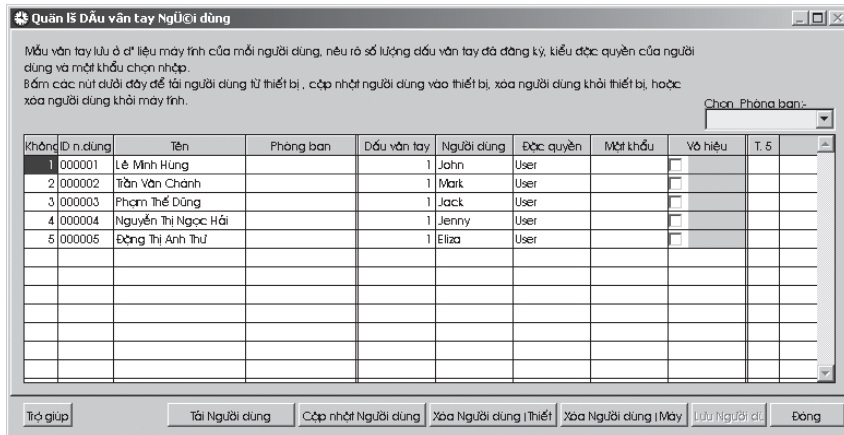 Quăn lš DÃu vân tay NgÜ©i dùng
Mẫu vân tay lưu ở d" liệu máy tính của mỗi người dùng, nêu rõ số lượng dấu vân tay đã đăng ký, kiểu đặc quyền của người
dùng và mật khẩu chọn nhập.
Bấm các nút dưới đây để tải người dùng từ thiết bị , cập nhật người dùng vào thiết bị, xóa người dùng khỏi thiết bị, hoặc
xóa người dùng khỏi máy tính.
Chọn Phòng ban:-
Không ID n.dùng Tên Phòng ban Dấu vân tay Người dùng Đặc quyền Mật khẩu Vô hiệu T. 5
1 000001 Lê Minh Hùng 1 John User
2 000002 Trần Văn Chánh 1 Mark User
3 000003 Phạm Thế Dũng 1 Jack User
4 000004 Nguyễn Thị Ngọc Hải 1 Jenny User
5 000005 Đặng Thị Anh Thư 1 Eliza User
Trợ giúp Tải Người dùng Cập nhật Người dùng Xóa Người dùng (Thiết Xóa Người dùng (Máy Lưu Người dù Đóng